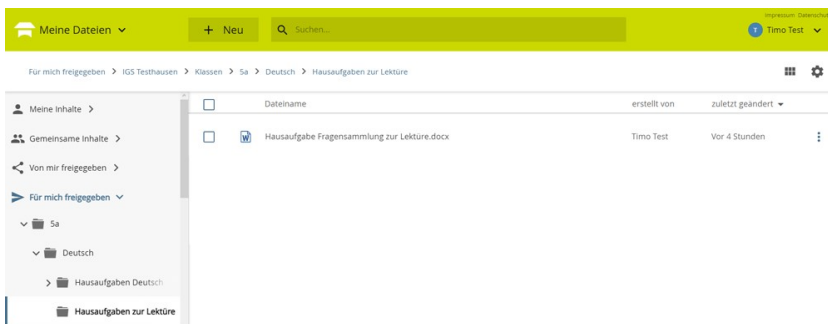 Impressum Datenschutz
Meine Dateien
+ Neu
Suchen...
T Timo Test
Für mich freigegeben > IGS Testhausen > Klassen > 5a > Deutsch > Hausaufgaben zur Lektüre
Meine Inhalte >
Gemeinsame Inhalte >
Von mir freigegeben >
Für mich freigegeben
5a
Deutsch
Hausaufgaben Deutsch
Hausaufgaben zur Lektüre
Dateiname erstellt von zuletzt geändert
W Hausaufgabe Fragensammlung zur Lektüre.docx Timo Test Vor 4 Stunden